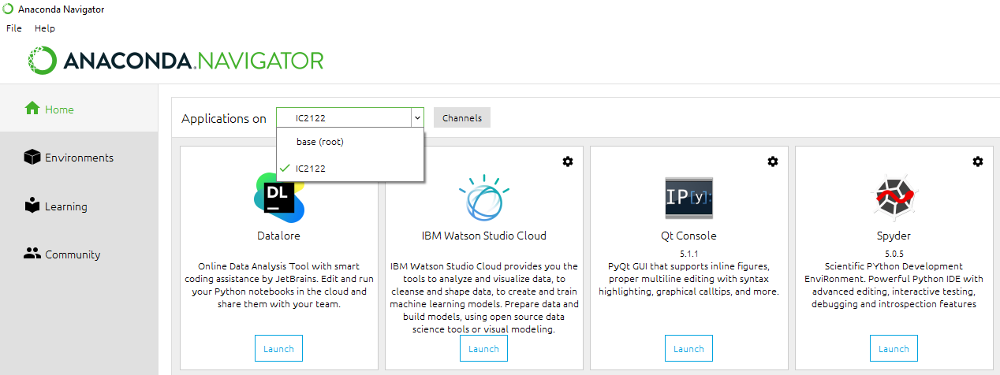 Anaconda Navigator
File Help
ANACONDA.NAVIGATOR
Home
Environments
Learning
Community
Applications on IC2122 Channels
base (root)
IC2122
DL
Datalore
Online Data Analysis Tool with smart
coding assistance by JetBrains. Edit and run
your Python notebooks in the cloud and
share them with your team.
Launch
IBM Watson Studio Cloud
IBM Watson Studio Cloud provides you the
tools to analyze and visualize data, to
cleanse and shape data, to create and train
machine learning models. Prepare data and
build models, using open source data
science tools or visual modeling.
Launch
IP[y]:
Qt Console
5.1.1
PyQt GUI that supports inline figures,
proper multiline editing with syntax
highlighting, graphical calltips, and more.
Launch
Spyder
5.0.5
Scientific PYthon Development
EnviRonment. Powerful Python IDE with
advanced editing, interactive testing,
debugging and introspection features
Launch